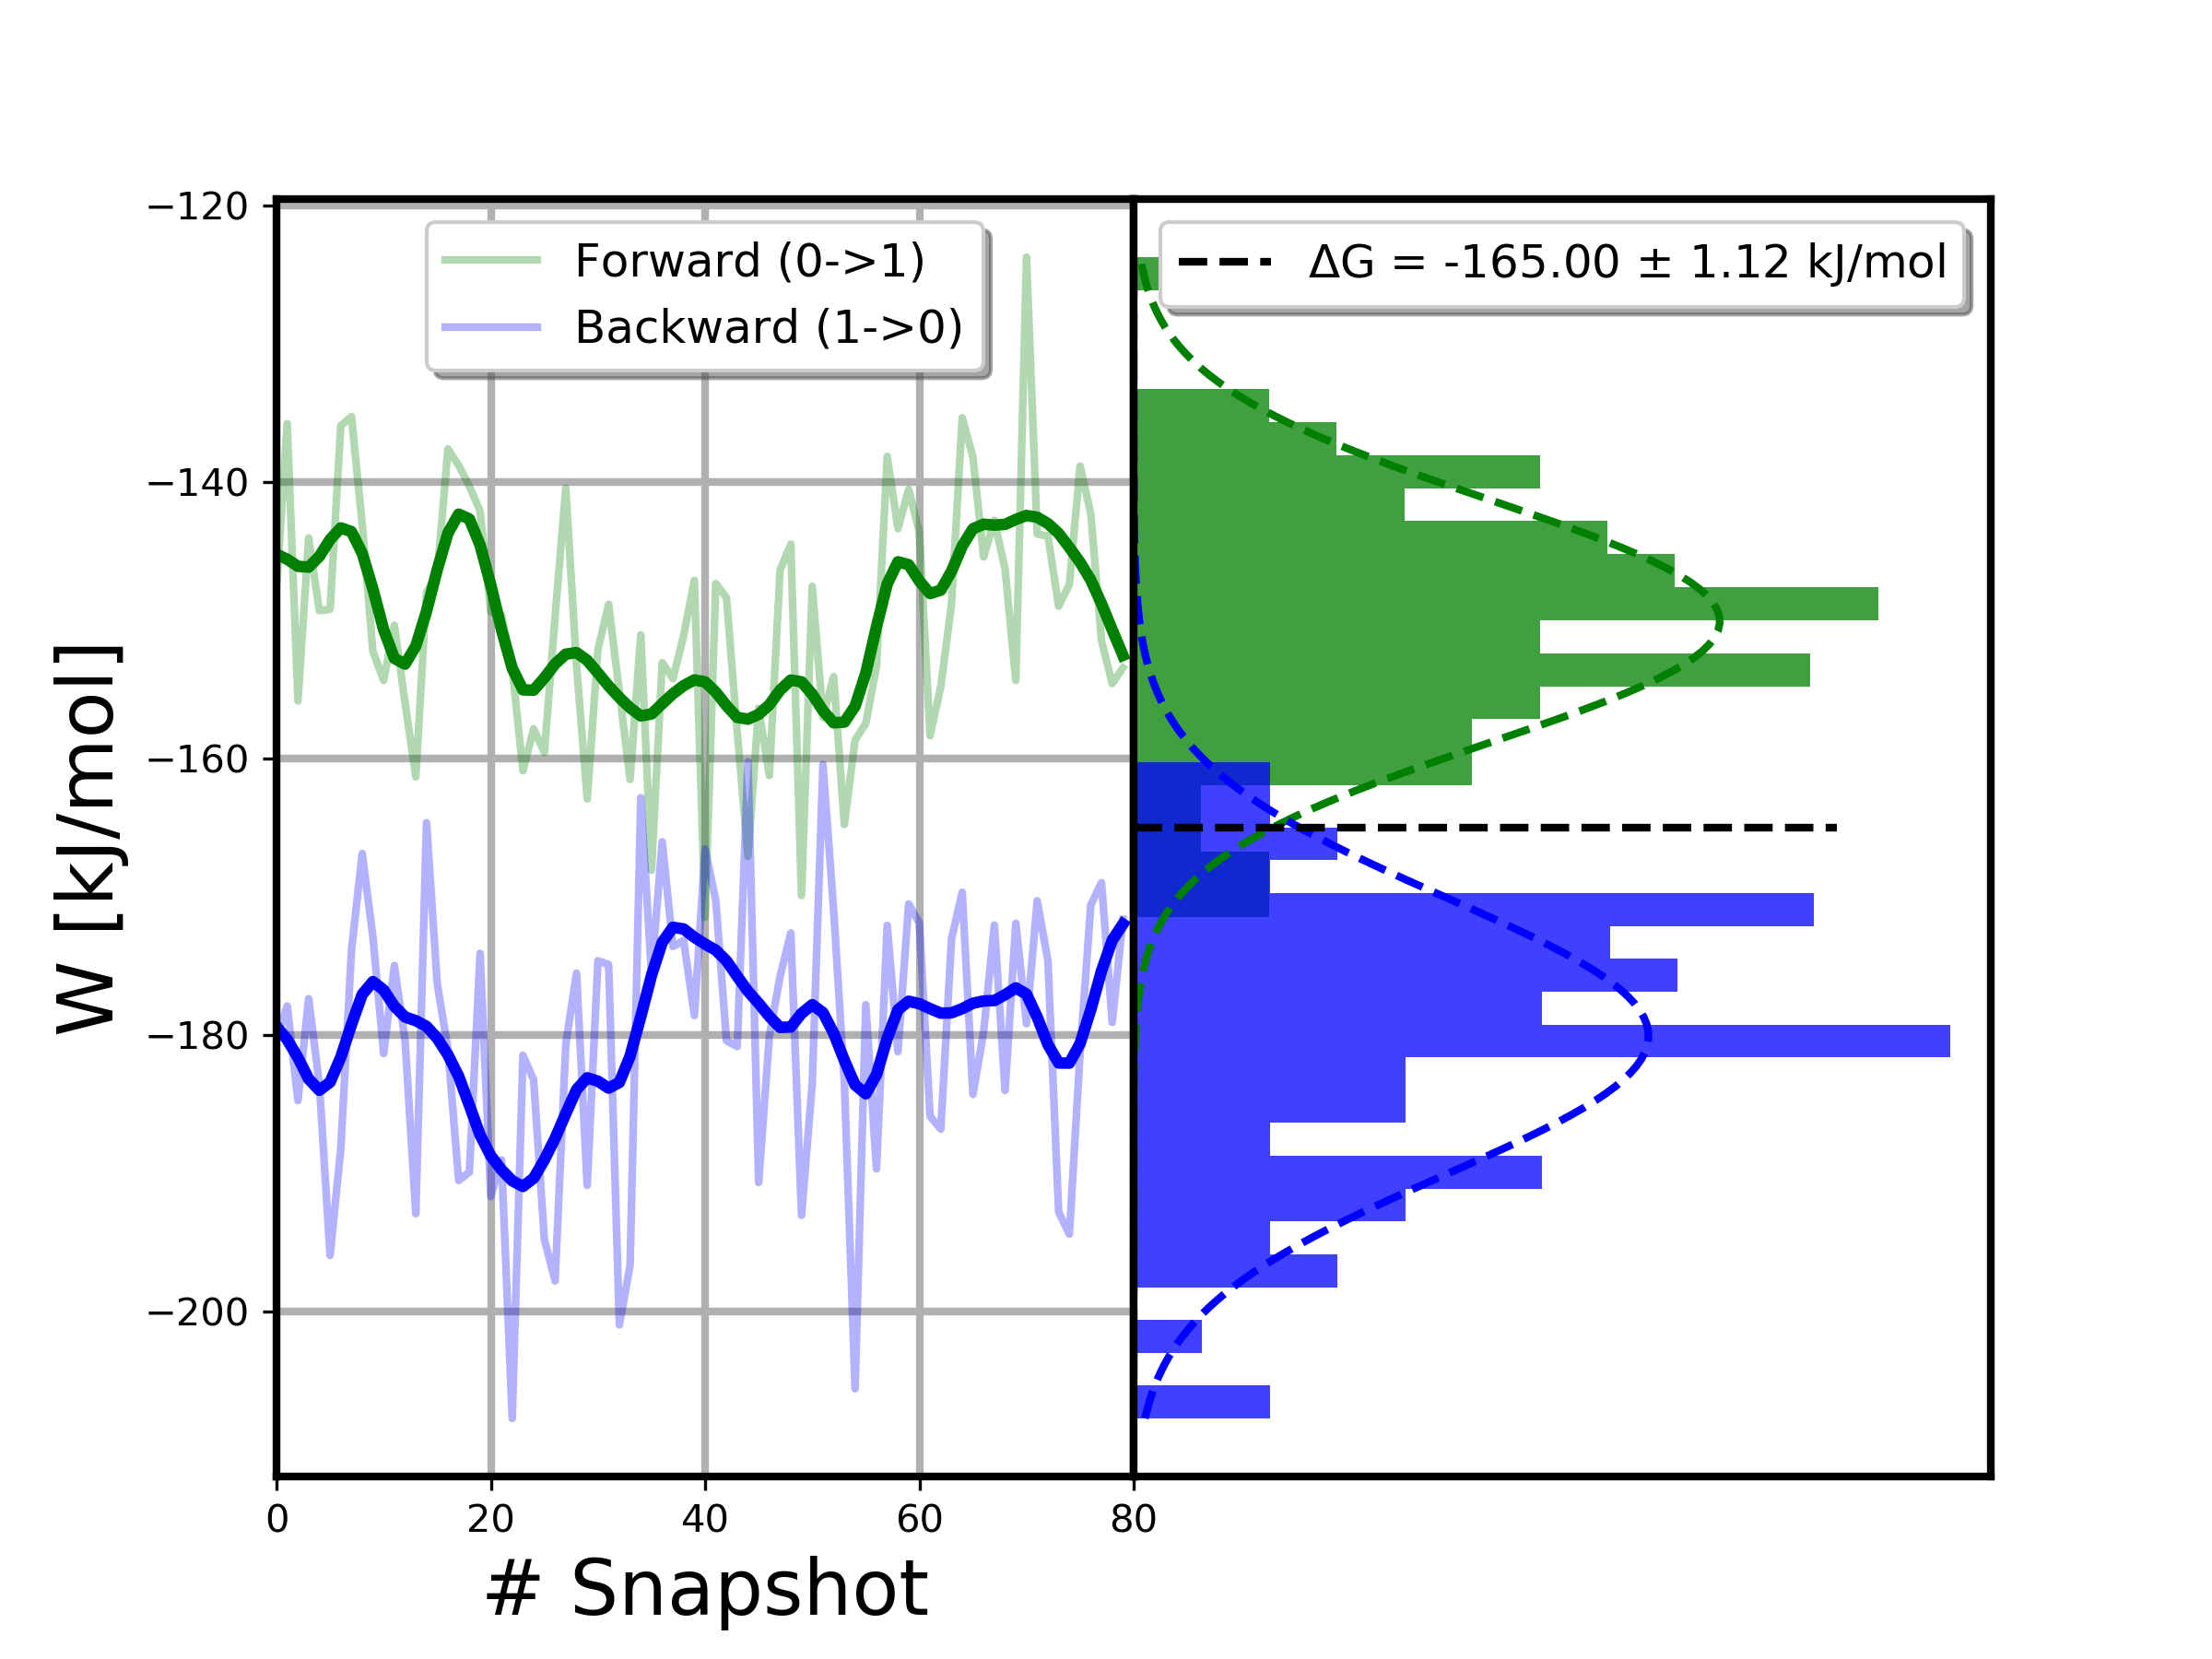 Forward (0->1)
Backward (1->0)
ΔG = -165.00 ± 1.12 kJ/mol
−120
−140
−160
−180
−200
W [kJ/mol]
0 20 40 60 80
# Snapshot